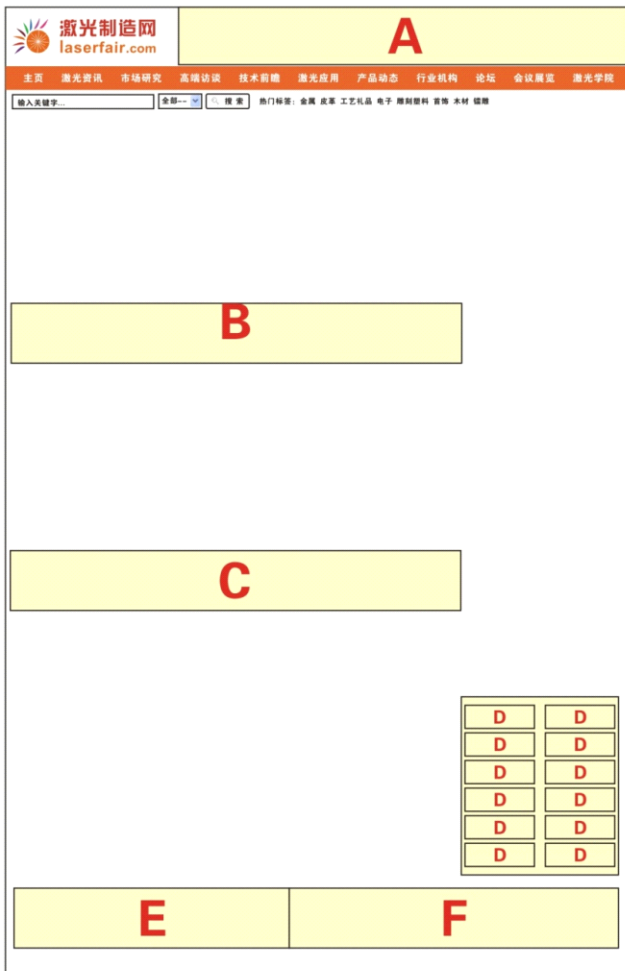 激光制造网
laserfair.com
A
主页 激光资讯 市场研究 高端访谈 技术前瞻 激光应用 产品动态 行业机构 论坛 会议展览 激光学院
输入关键字... 全部-- 搜 索 热门标签: 金属 皮革 工艺礼品 电子 雕刻塑料 首饰 木材 镭雕
B
C
D D
D D
D D
D D
D D
D D
E F